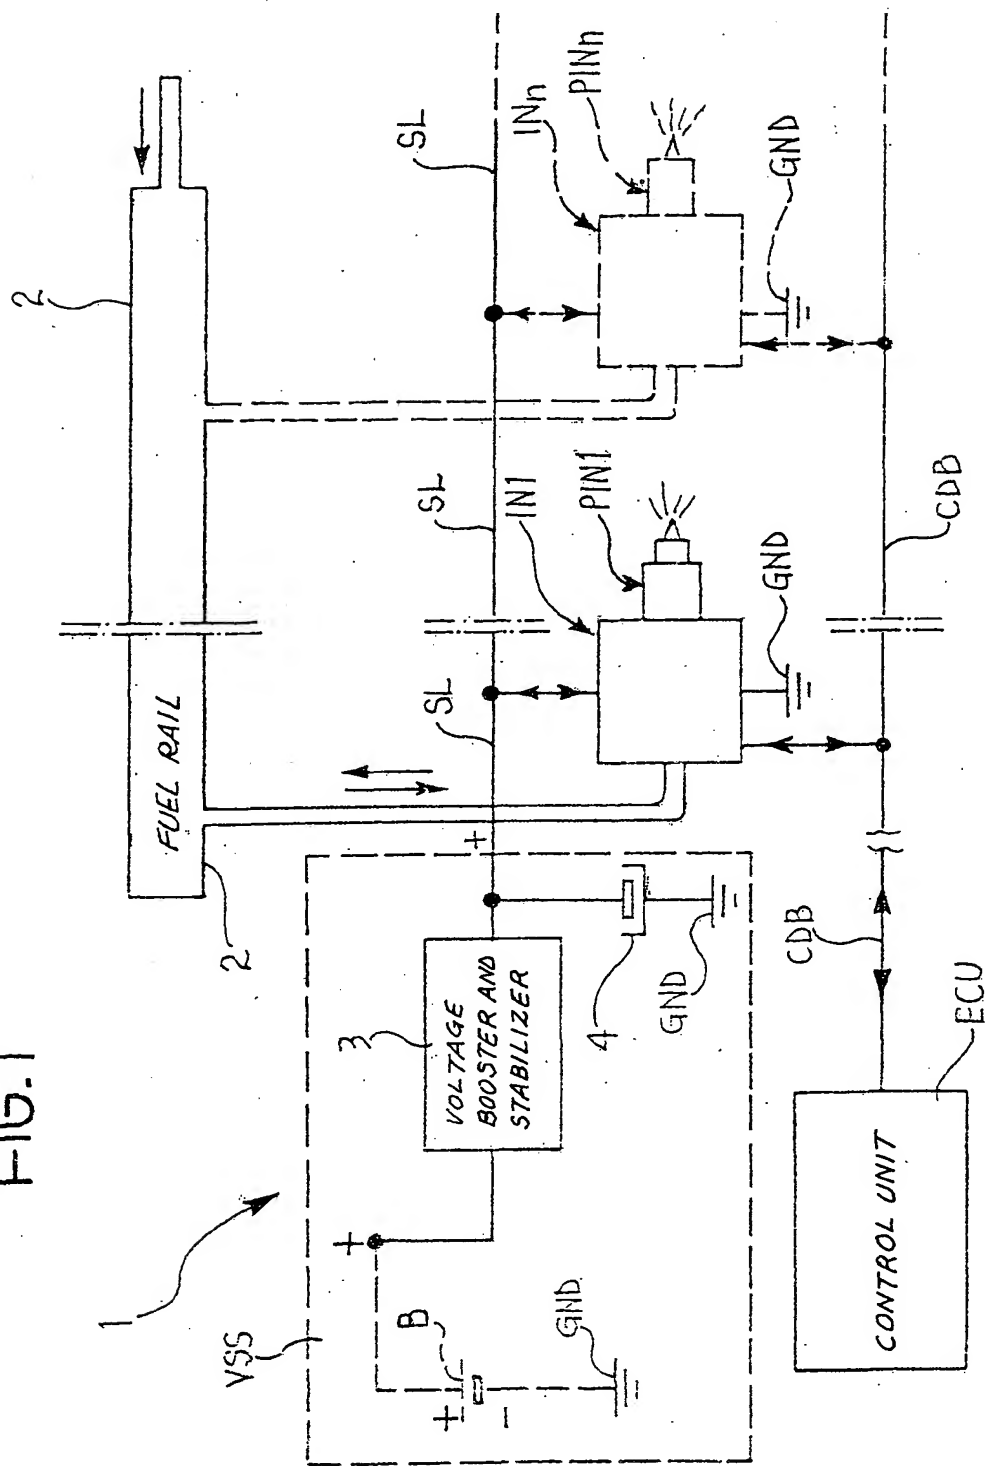 FIG. 1
1
2
FUEL RAIL
2
VSS
+
B
+
-
GND
3
VOLTAGE
BOOSTER AND
STABILIZER
+
4
GND
SL
SL
SL
IN1
PIN1
GND
INn
PINn
GND
CDB
CDB
CONTROL UNIT
ECU